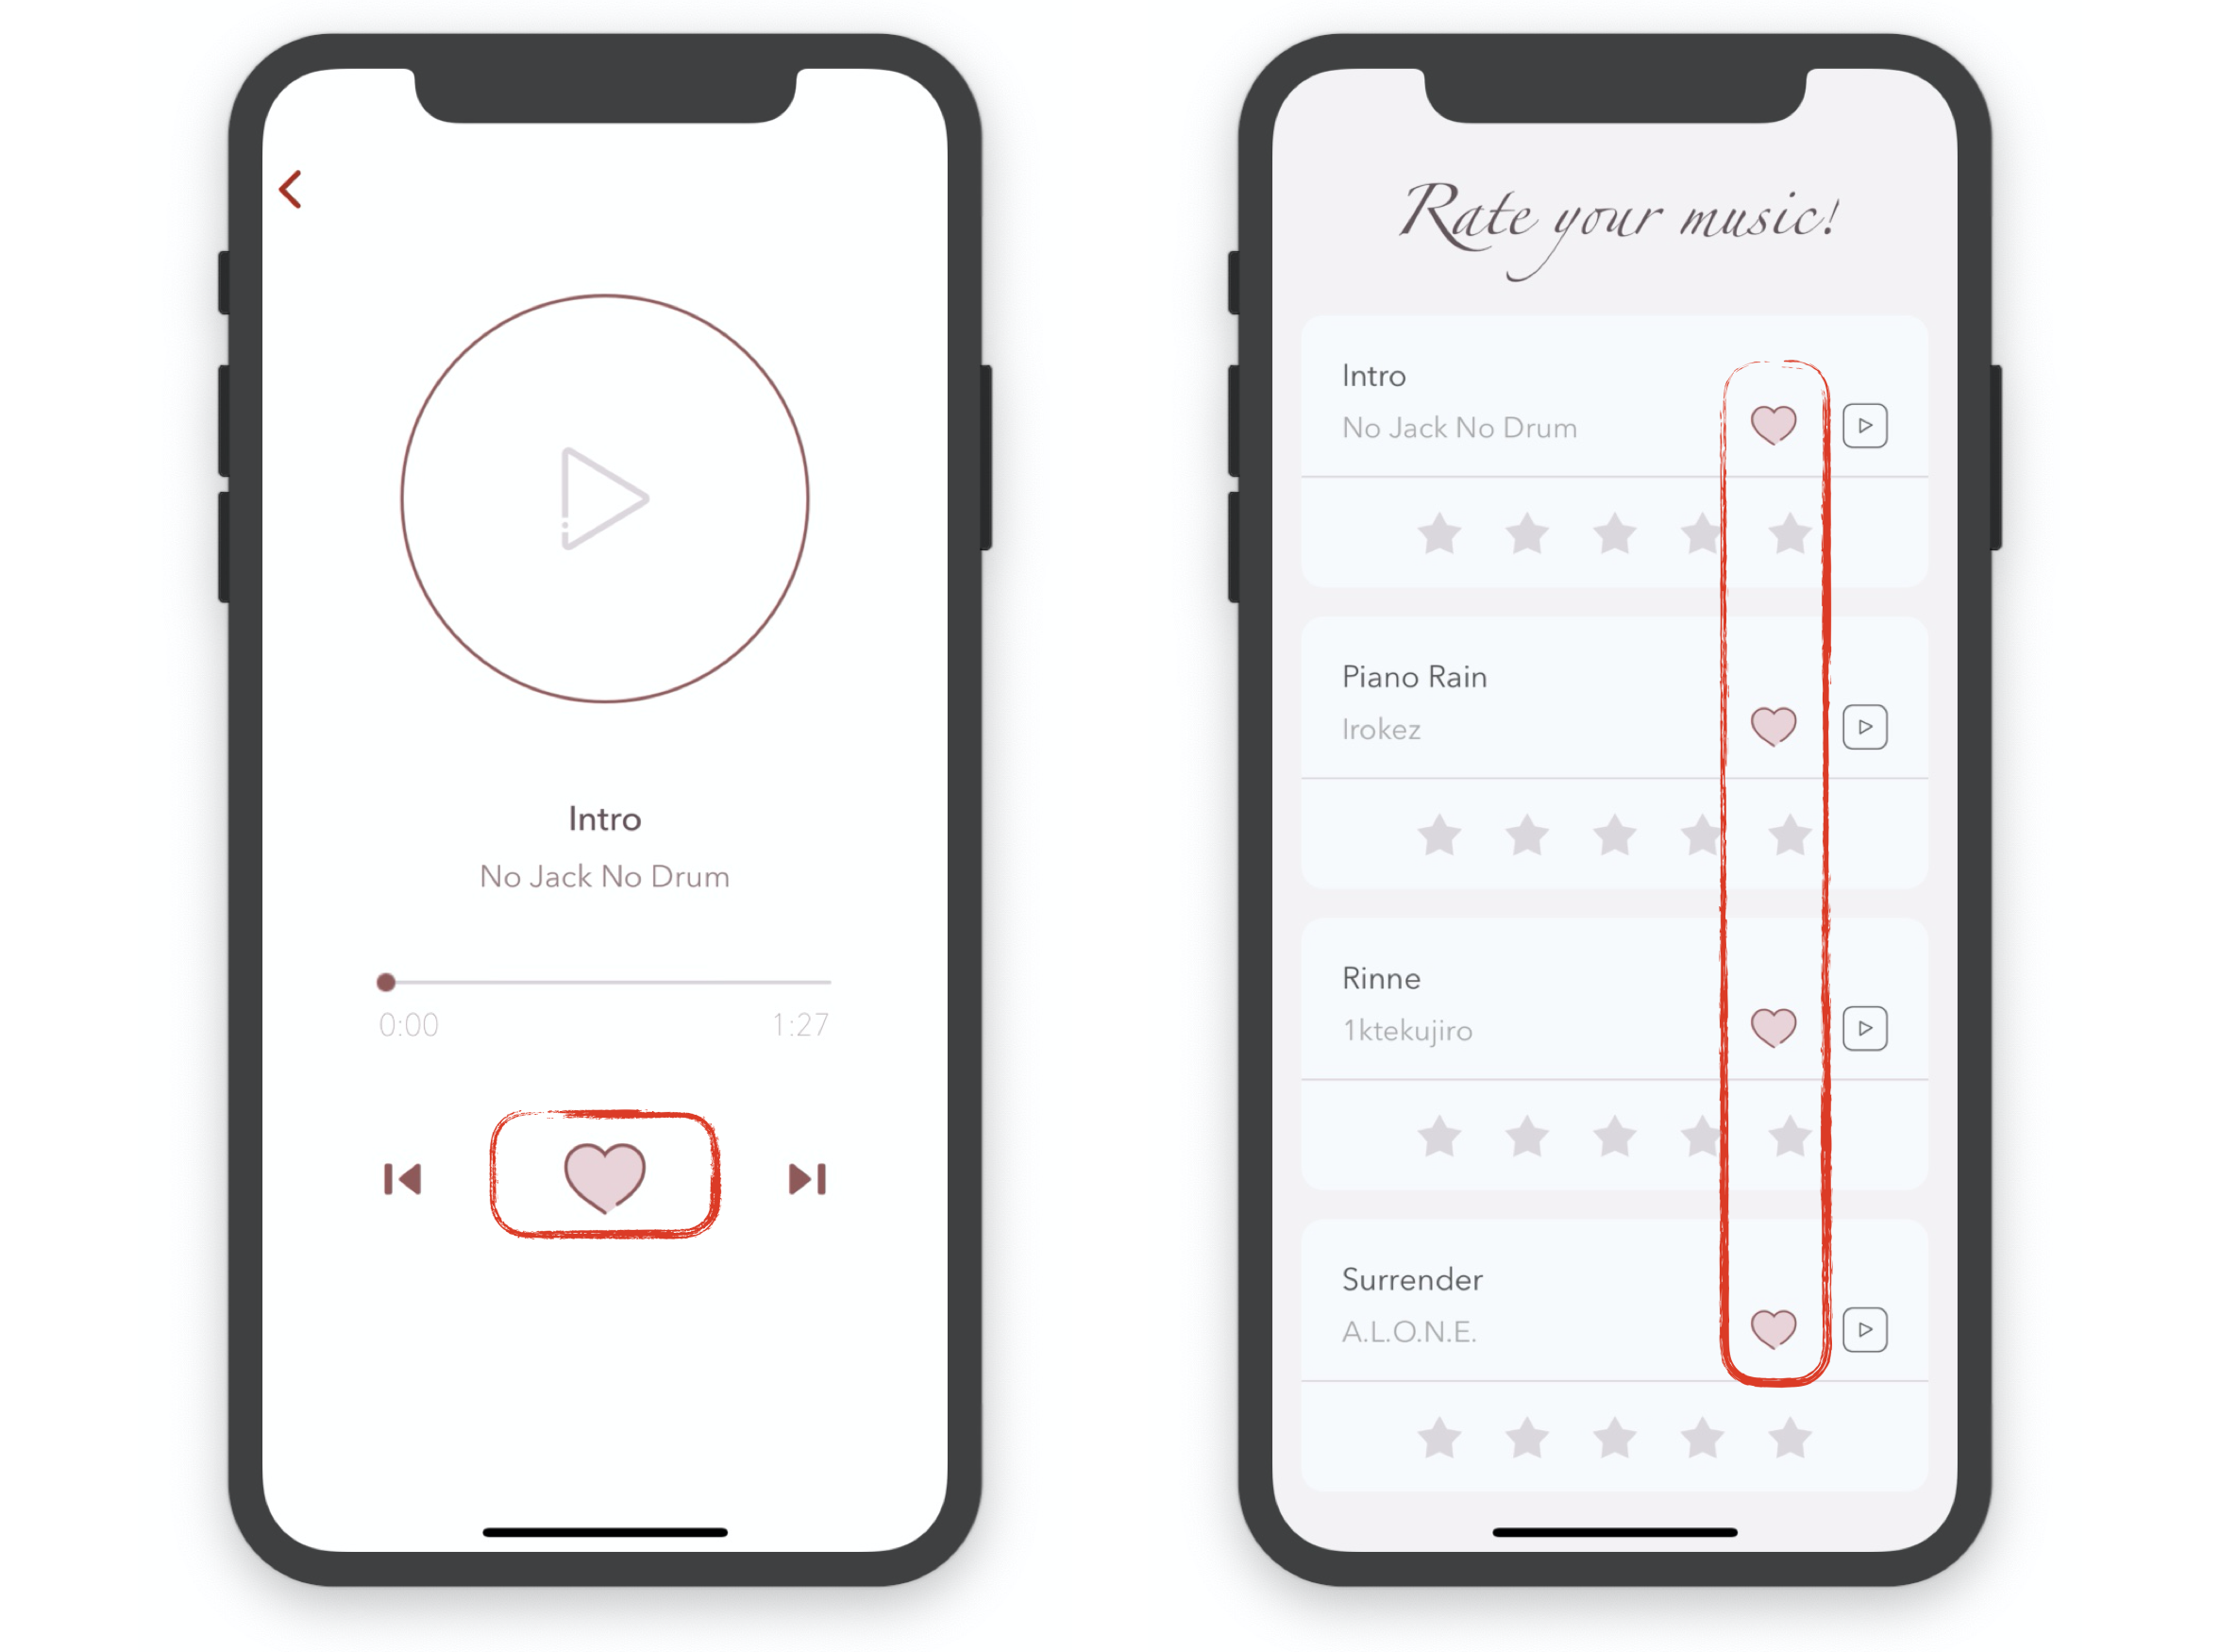 Intro
No Jack No Drum
0:00
1:27
Rate your music!
Intro
No Jack No Drum
Piano Rain
Irokez
Rinne
1ktekujiro
Surrender
A.L.O.N.E.